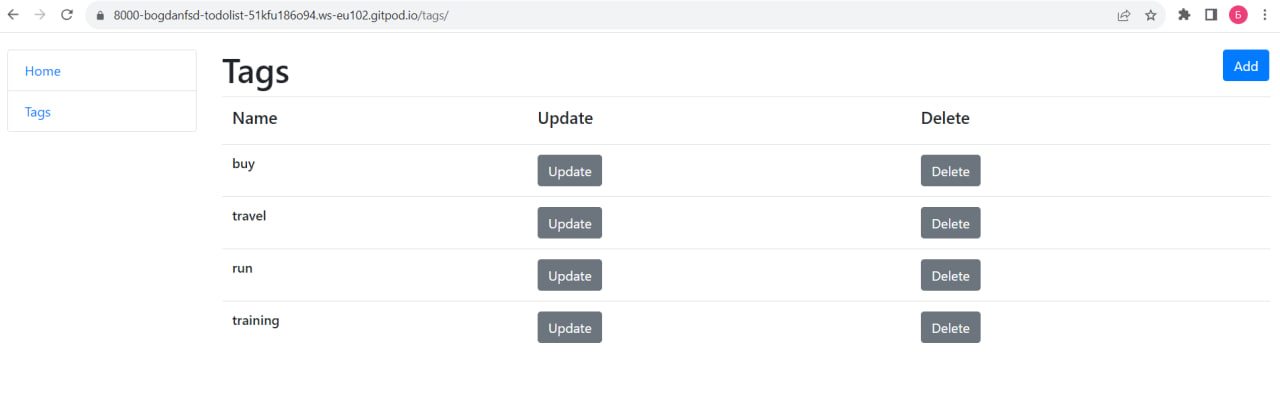 8000-bogdanfsd-todolist-51kfu186o94.ws-eu102.gitpod.io/tags/
Б
Home
Tags
Tags
Add
Name Update Delete
buy Update Delete
travel Update Delete
run Update Delete
training Update Delete